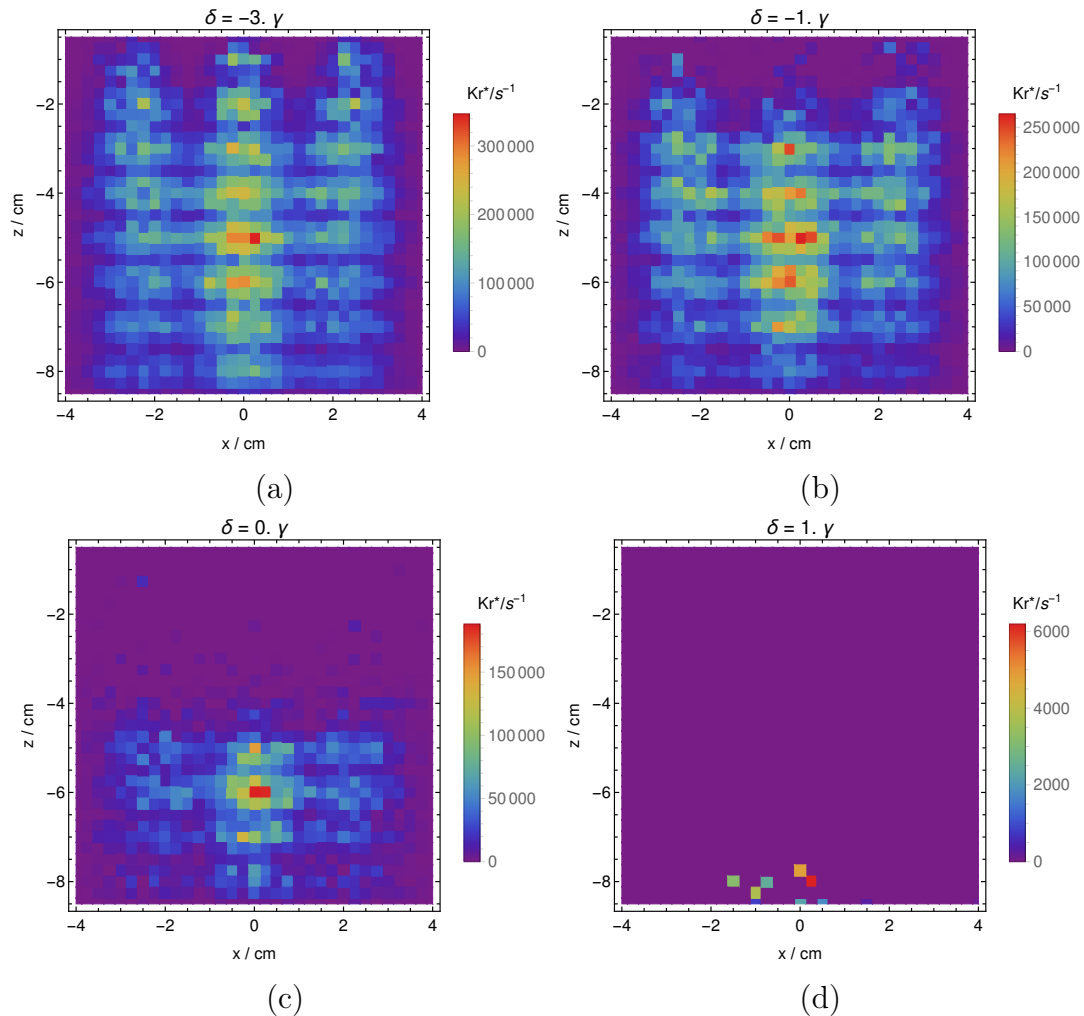 δ = −3. γ
Kr*/s⁻¹
300 000
200 000
100 000
0
−2
−4
−6
−8
z / cm
−4 −2 0 2 4
x / cm
(a)
δ = −1. γ
Kr*/s⁻¹
250 000
200 000
150 000
100 000
50 000
0
−2
−4
−6
−8
z / cm
−4 −2 0 2 4
x / cm
(b)
δ = 0. γ
Kr*/s⁻¹
150 000
100 000
50 000
0
−2
−4
−6
−8
z / cm
−4 −2 0 2 4
x / cm
(c)
δ = 1. γ
Kr*/s⁻¹
6000
4000
2000
0
−2
−4
−6
−8
z / cm
−4 −2 0 2 4
x / cm
(d)